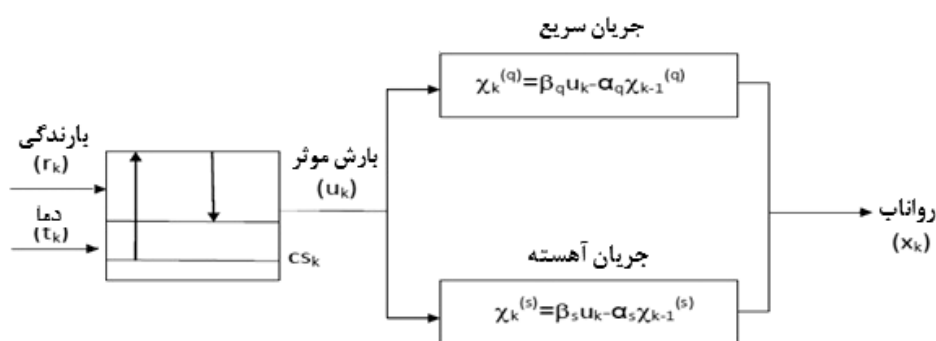 جریان سریع
χₖ⁽q⁾=βquₖ-αqχₖ₋₁⁽q⁾
بارندگی
(rₖ)
دما
(tₖ)
بارش موثر
(uₖ)
csₖ
رواناب
(xₖ)
جریان آهسته
χₖ⁽ˢ⁾=βₛuₖ-αₛχₖ₋₁⁽ˢ⁾